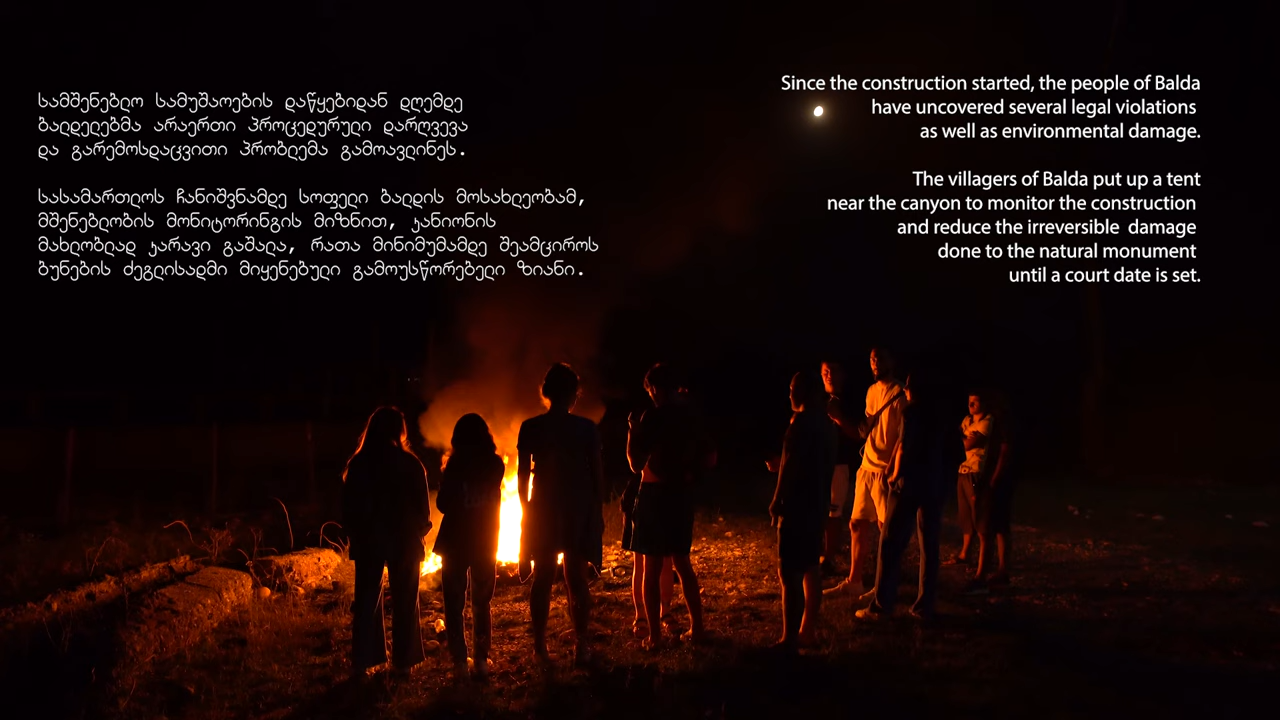 სამშენებლო სამუშაოების დაწყებიდან დღემდე
ბალდელებმა არაერთი პროცედურული დარღვევა
და გარემოსდაცვითი პრობლემა გამოავლინეს.
სასამართლოს ჩანიშვნამდე სოფელი ბალდის მოსახლეობამ,
მშენებლობის მონიტორინგის მიზნით, კანიონის
მახლობლად კარავი გაშალა, რათა მინიმუმამდე შეამციროს
ბუნების ძეგლისადმი მიყენებული გამოუსწორებელი ზიანი.
Since the construction started, the people of Balda
have uncovered several legal violations
as well as environmental damage.
The villagers of Balda put up a tent
near the canyon to monitor the construction
and reduce the irreversible damage
done to the natural monument
until a court date is set.